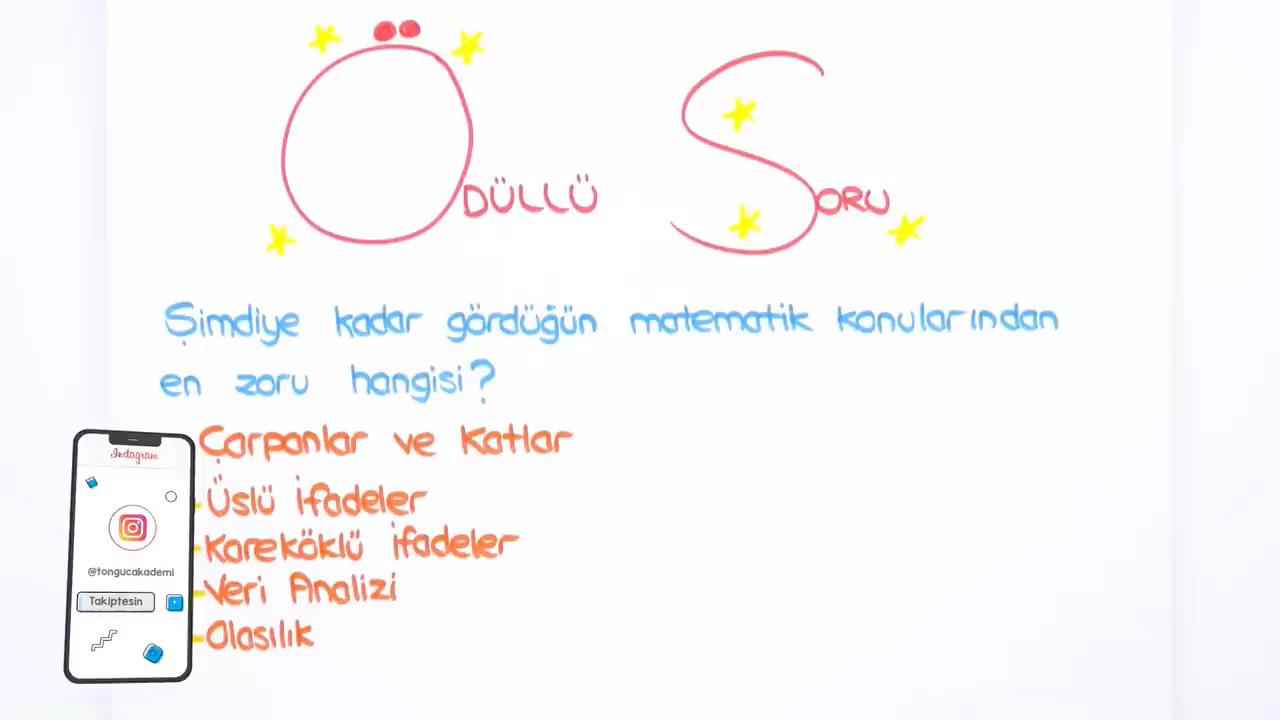 ÖDÜLLÜ SORU
Şimdiye kadar gördüğün matematik konularından
en zoru hangisi?
Çarpanlar ve Katlar
Üslü İfadeler
Kareköklü İfadeler
Veri Analizi
Olasılık
Instagram
@tongucakademi
Takiptesin